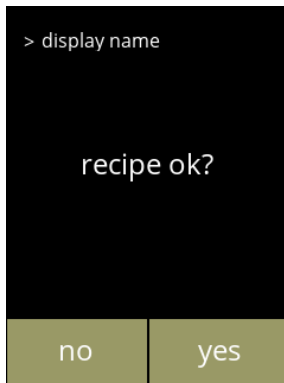 > display name
recipe ok?
no yes